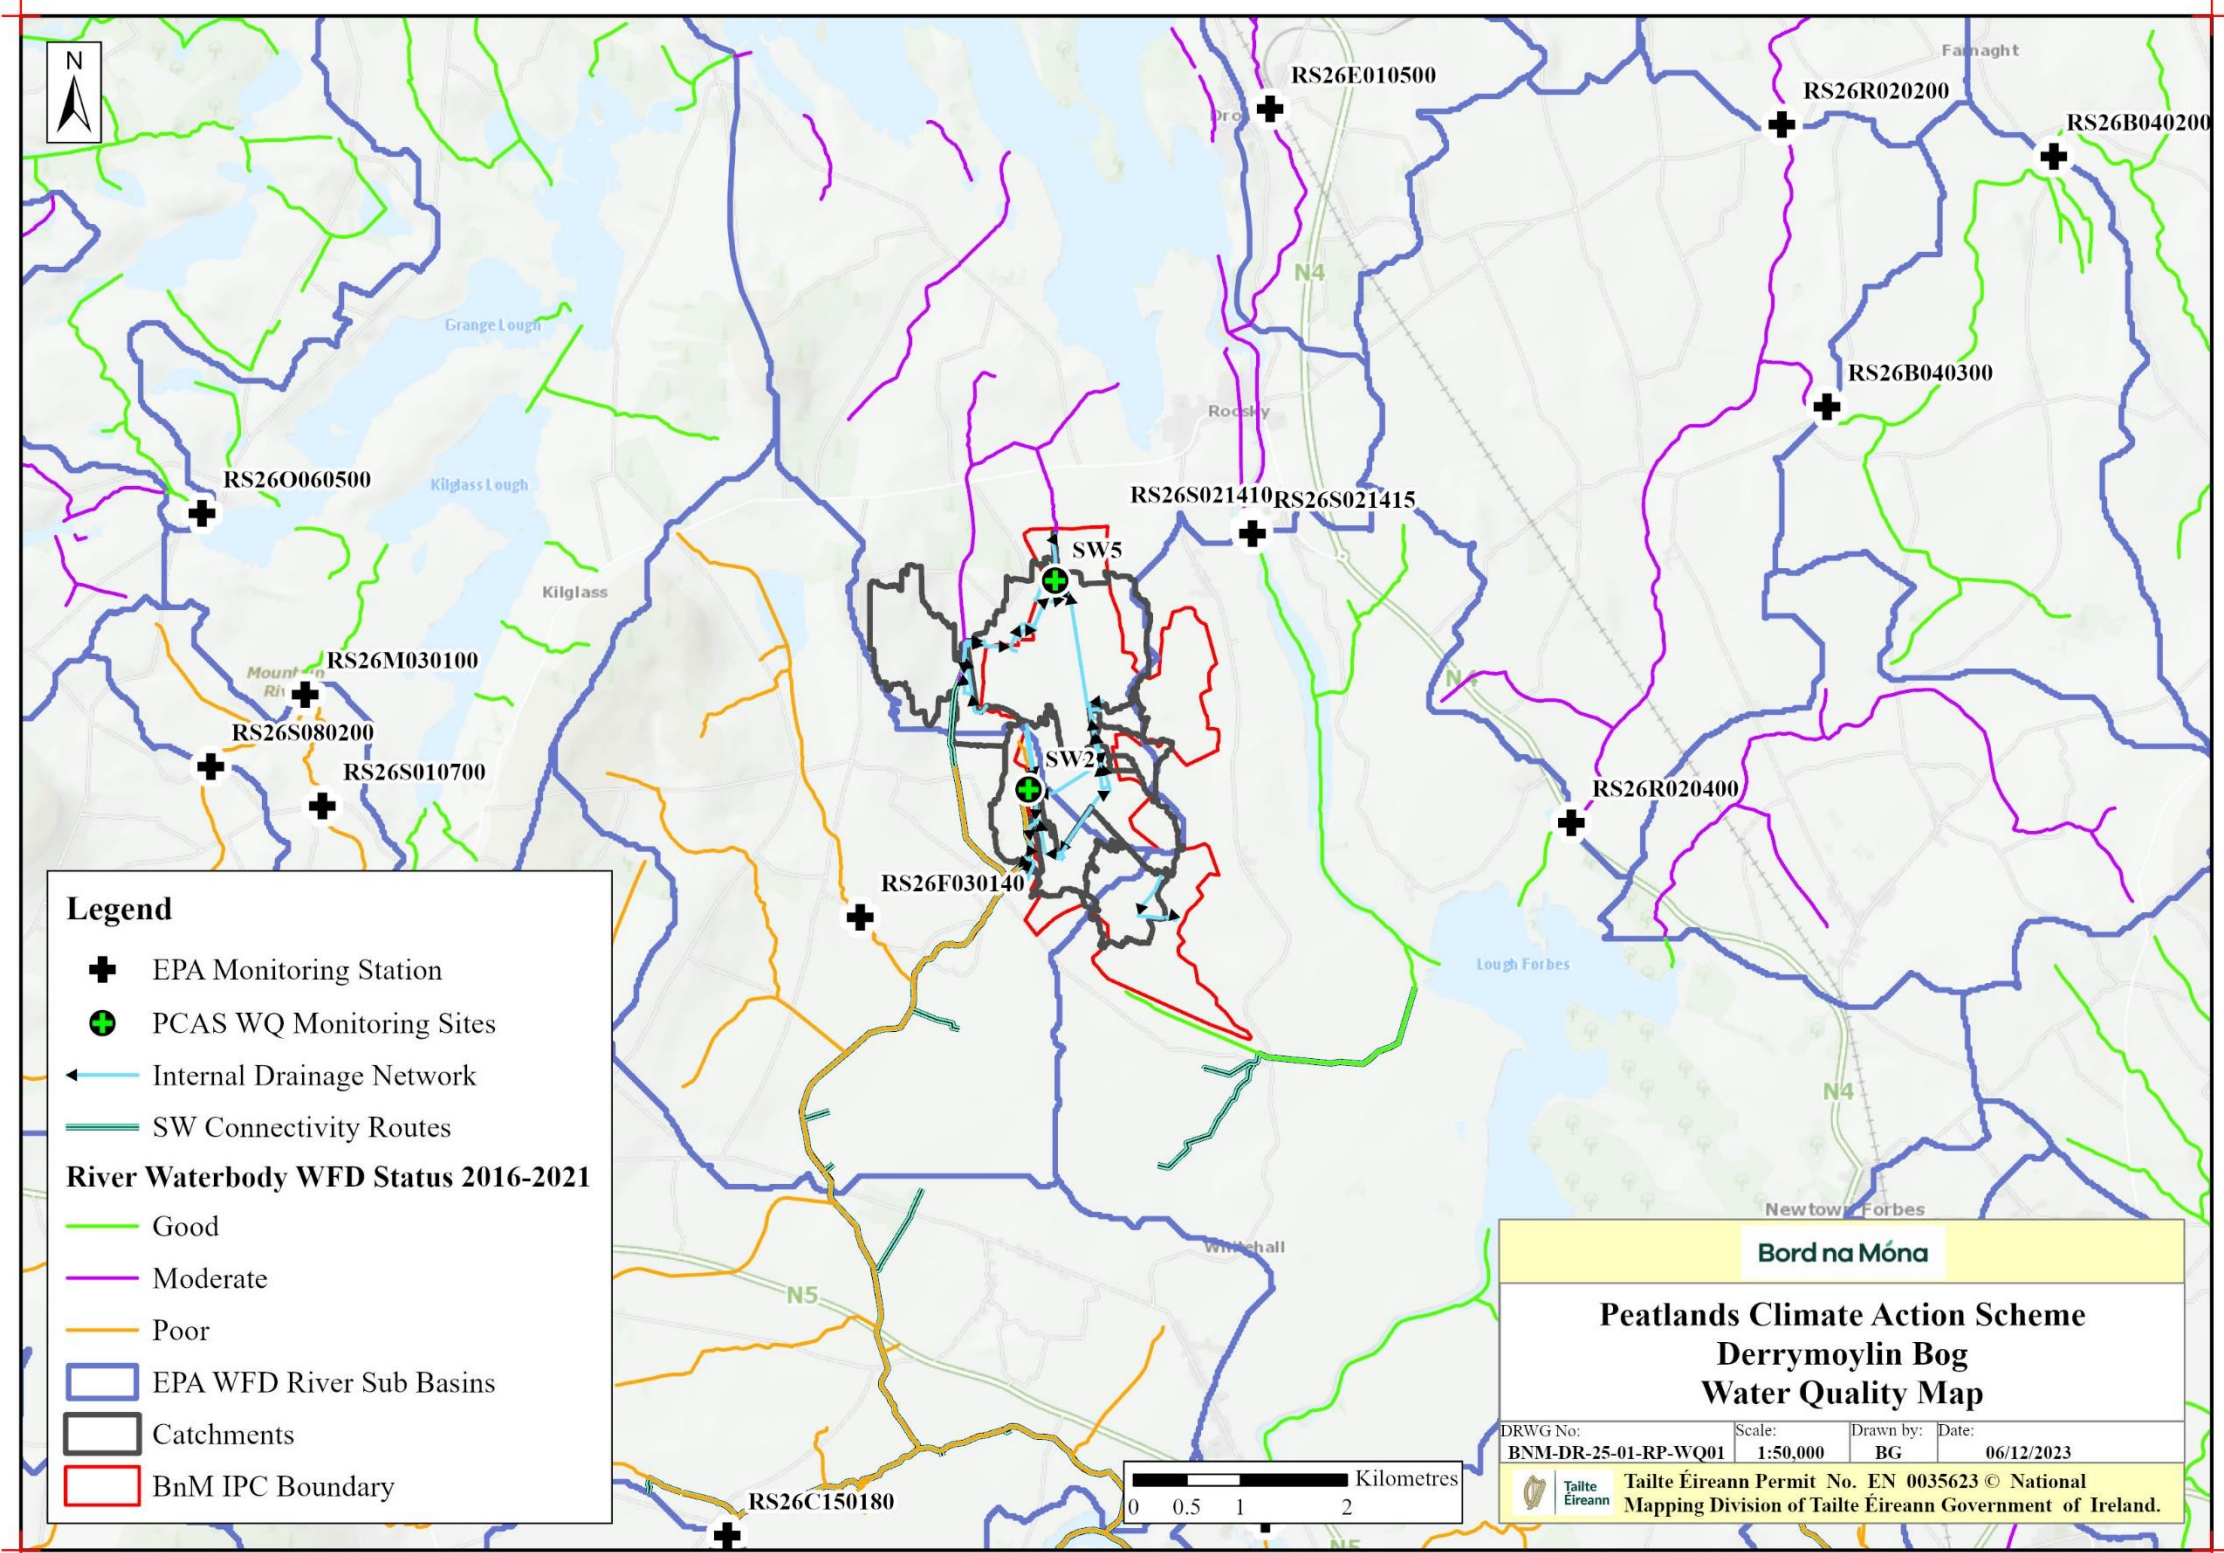 N
Farnaght
RS26E010500
RS26R020200
RS26B040200
Dro
N4
Grange Lough
RS26B040300
Roosky
RS26O060500
Kilglass Lough
RS26S021410
RS26S021415
SW5
Kilglass
RS26M030100
Mountain
N4
RS26S080200
SW2
RS26S010700
RS26R020400
RS26F030140
Lough Forbes
Legend
EPA Monitoring Station
PCAS WQ Monitoring Sites
Internal Drainage Network
SW Connectivity Routes
River Waterbody WFD Status 2016-2021
Good
Moderate
Poor
EPA WFD River Sub Basins
Catchments
BnM IPC Boundary
N4
Newtown Forbes
Whitehall
N5
RS26C150180
Kilometres
0 0.5 1 2
N5
Bord na Móna
Peatlands Climate Action Scheme
Derrymoylin Bog
Water Quality Map
DRWG No: Scale: Drawn by: Date:
BNM-DR-25-01-RP-WQ01 1:50,000 BG 06/12/2023
Tailte
Éireann
Tailte Éireann Permit No. EN 0035623 © National
Mapping Division of Tailte Éireann Government of Ireland.